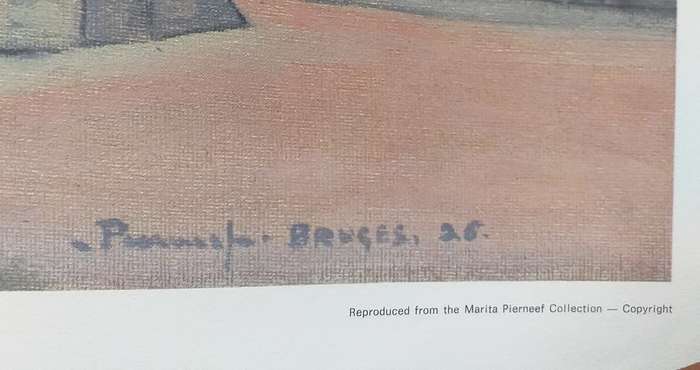 Pierneef. BRUGES, 26.
Reproduced from the Marita Pierneef Collection — Copyright